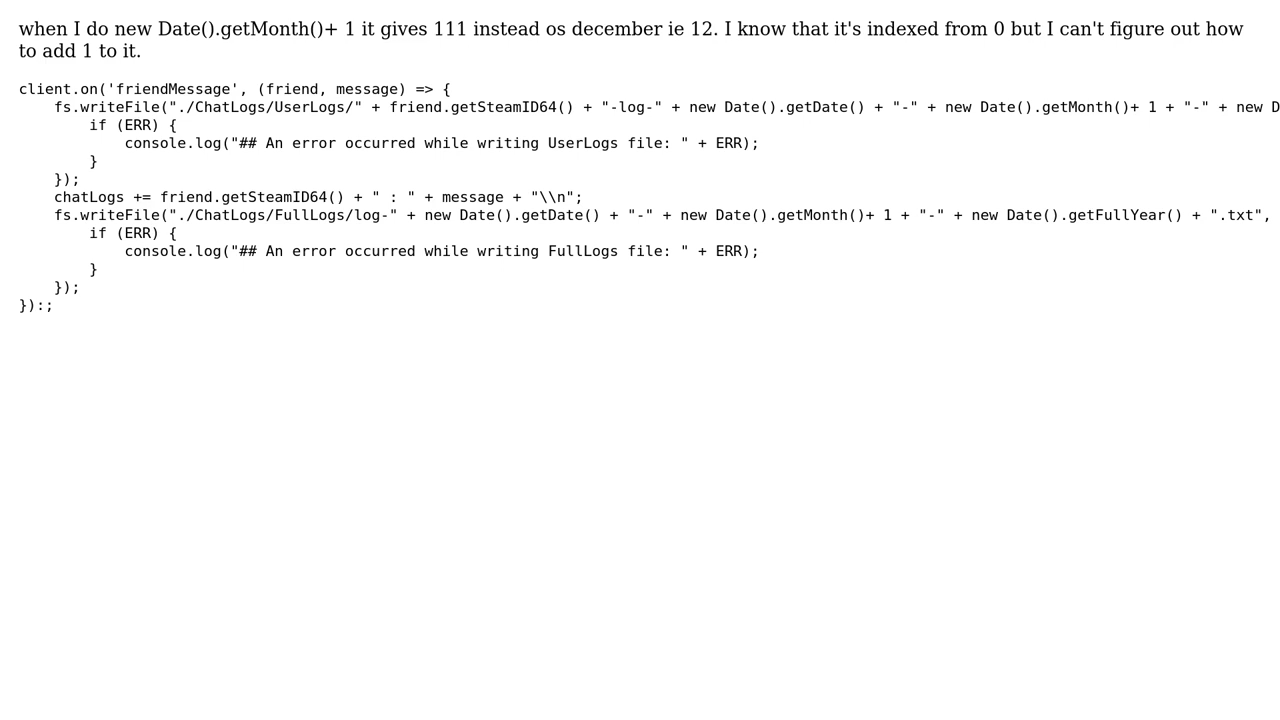 when I do new Date().getMonth()+ 1 it gives 111 instead os december ie 12. I know that it's indexed from 0 but I can't figure out how
to add 1 to it.
client.on('friendMessage', (friend, message) => {
    fs.writeFile("./ChatLogs/UserLogs/" + friend.getSteamID64() + "-log-" + new Date().getDate() + "-" + new Date().getMonth()+ 1 + "-" + new D
        if (ERR) {
            console.log("## An error occurred while writing UserLogs file: " + ERR);
        }
    });
    chatLogs += friend.getSteamID64() + " : " + message + "\\n";
    fs.writeFile("./ChatLogs/FullLogs/log-" + new Date().getDate() + "-" + new Date().getMonth()+ 1 + "-" + new Date().getFullYear() + ".txt",
        if (ERR) {
            console.log("## An error occurred while writing FullLogs file: " + ERR);
        }
    });
}):;